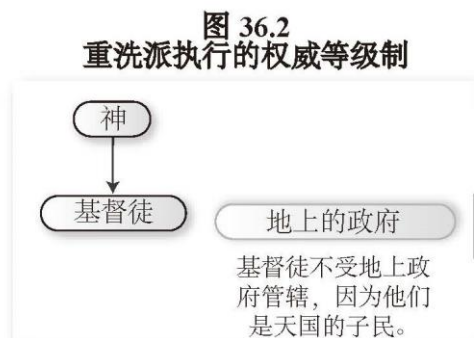 图 36.2
重洗派执行的权威等级制
神
基督徒
地上的政府
基督徒不受地上政
府管辖，因为他们
是天国的子民。